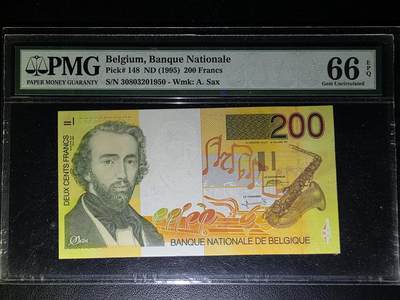 PMG
PAPER MONEY GUARANTY
Belgium, Banque Nationale
Pick# 148 ND (1995) 200 Francs
S/N 30803201950 - Wmk: A. Sax
66
EPQ
Gem Uncirculated
200
DEUX CENTS FRANCS
BANQUE NATIONALE DE BELGIQUE